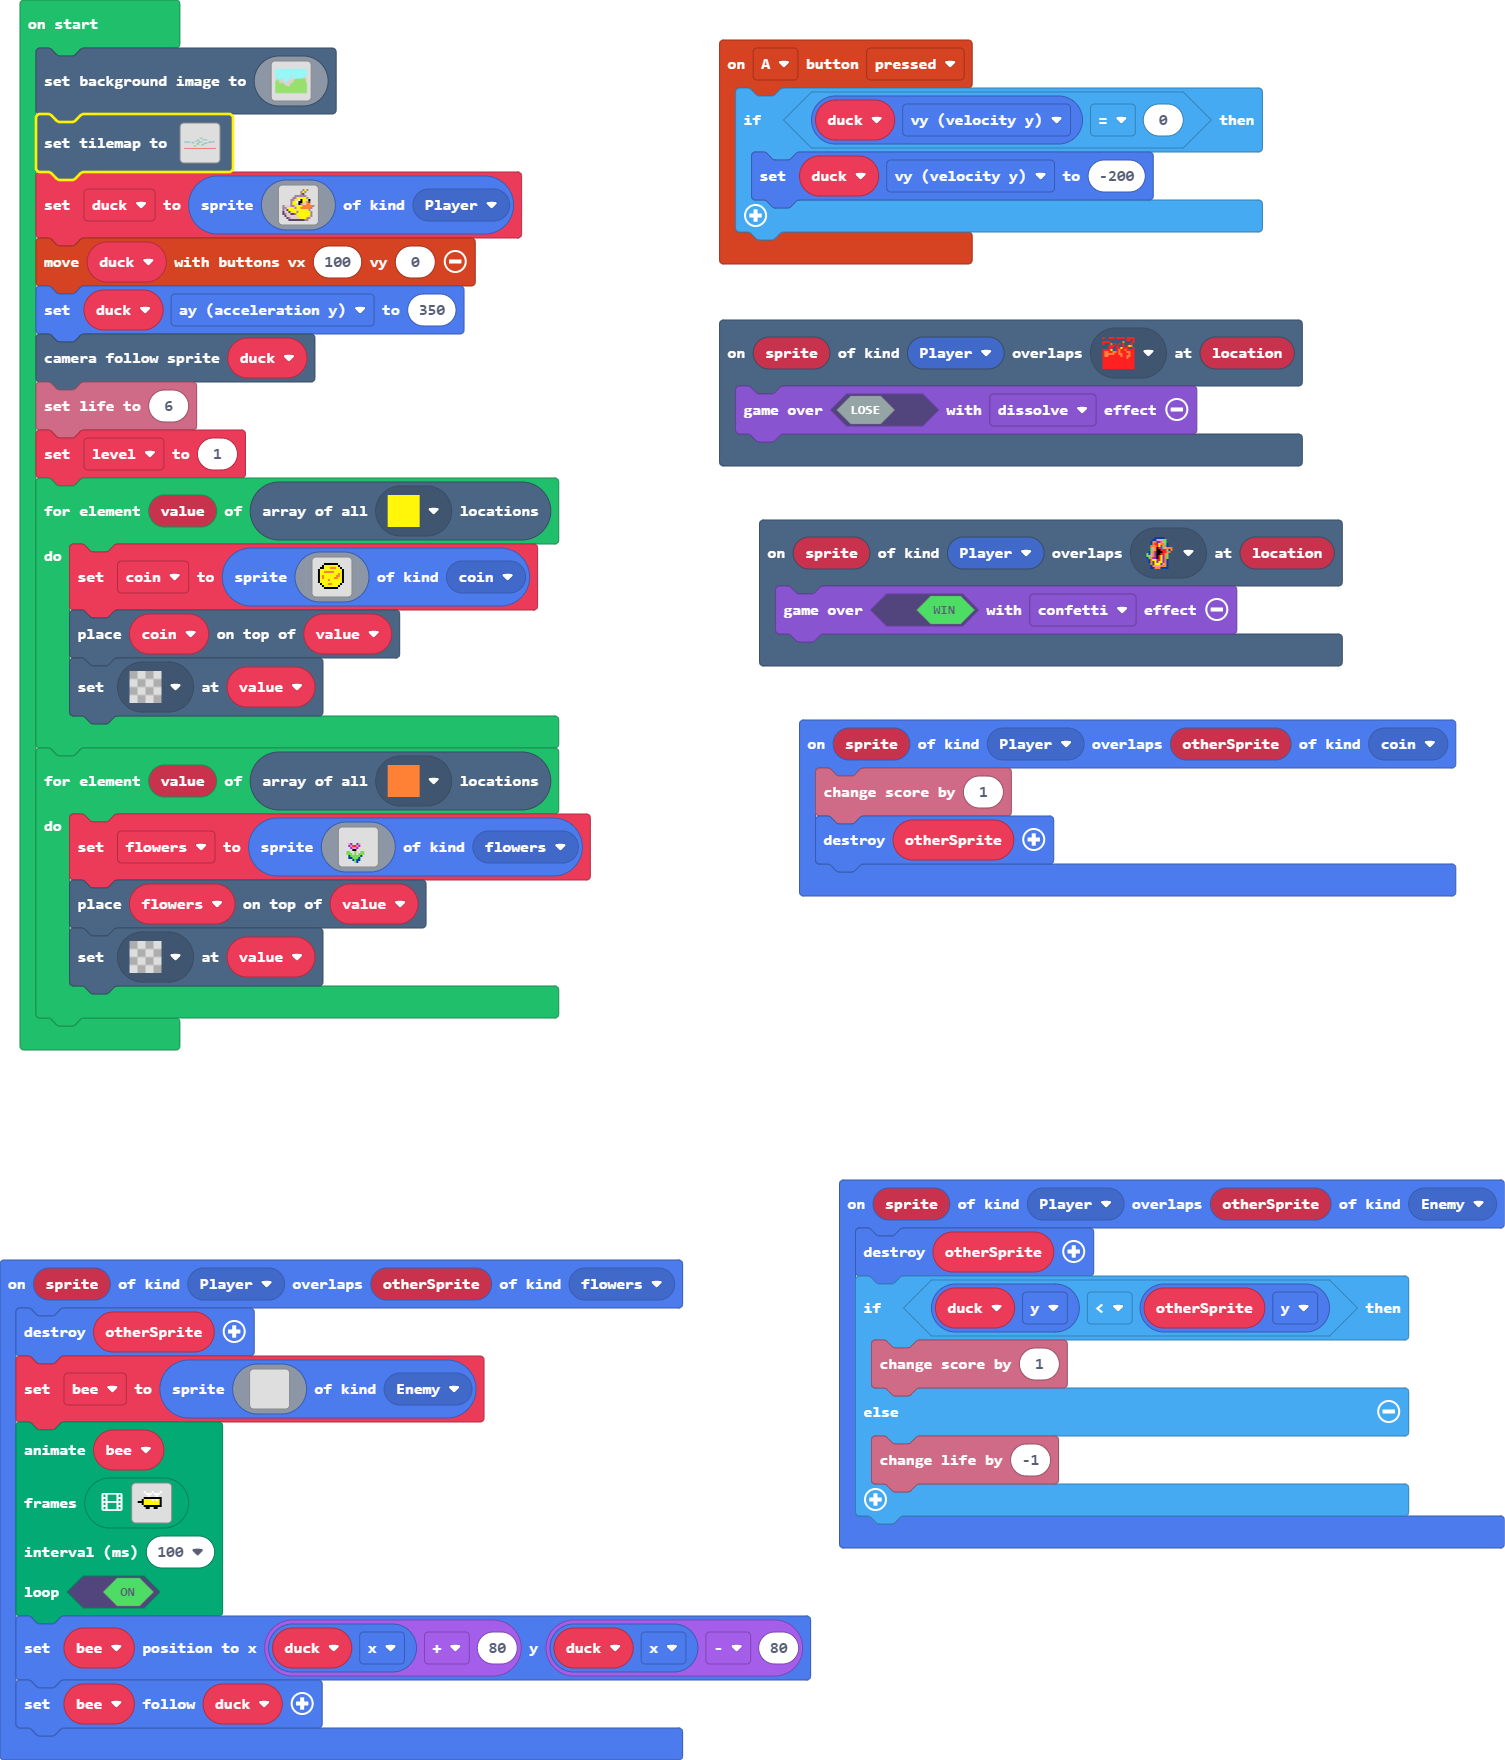 on start
set background image to
set tilemap to
set duck to sprite of kind Player
move duck with buttons vx 100 vy 0
set duck ay (acceleration y) to 350
camera follow sprite duck
set life to 6
set level to 1
for element value of array of all locations
do
set coin to sprite of kind coin
place coin on top of value
set at value
for element value of array of all locations
do
set flowers to sprite of kind flowers
place flowers on top of value
set at value
on A button pressed
if duck vy (velocity y) = 0 then
set duck vy (velocity y) to -200
on sprite of kind Player overlaps at location
game over LOSE with dissolve effect
on sprite of kind Player overlaps at location
game over WIN with confetti effect
on sprite of kind Player overlaps otherSprite of kind coin
change score by 1
destroy otherSprite
on sprite of kind Player overlaps otherSprite of kind Enemy
destroy otherSprite
if duck y < otherSprite y then
change score by 1
else
change life by -1
on sprite of kind Player overlaps otherSprite of kind flowers
destroy otherSprite
set bee to sprite of kind Enemy
animate bee
frames
interval (ms) 100
loop ON
set bee position to x duck x + 80 y duck x - 80
set bee follow duck